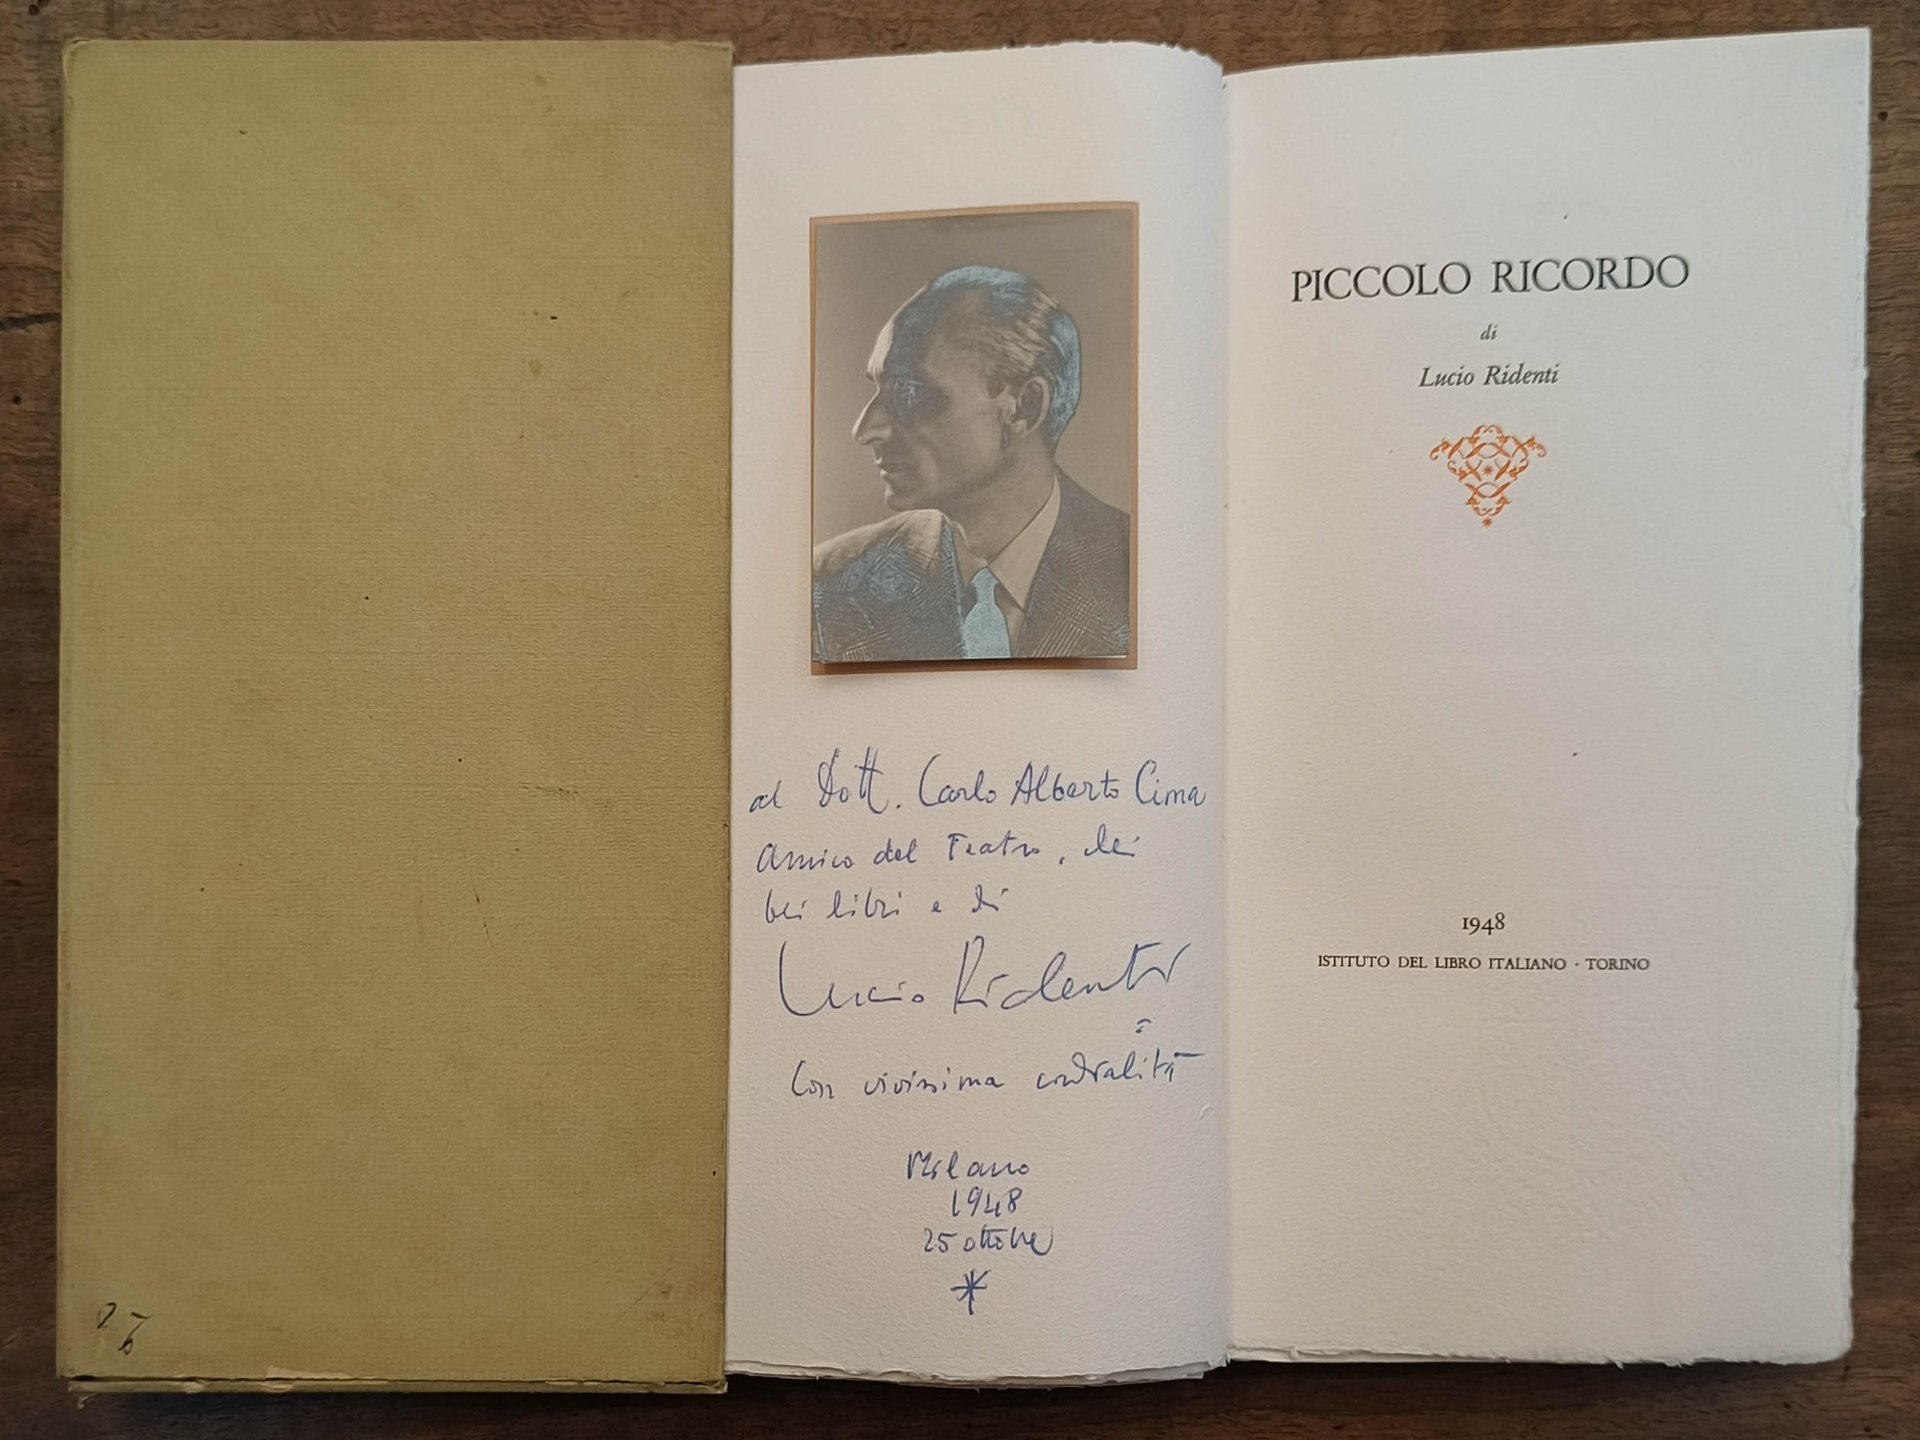 al Dott. Carlo Alberto Cima
amico del Teatro, dei
bei libri e di
Lucio Ridenti
con vivissima cordialità
Milano
1948
25 ottobre
PICCOLO RICORDO
di
Lucio Ridenti
1948
ISTITUTO DEL LIBRO ITALIANO · TORINO